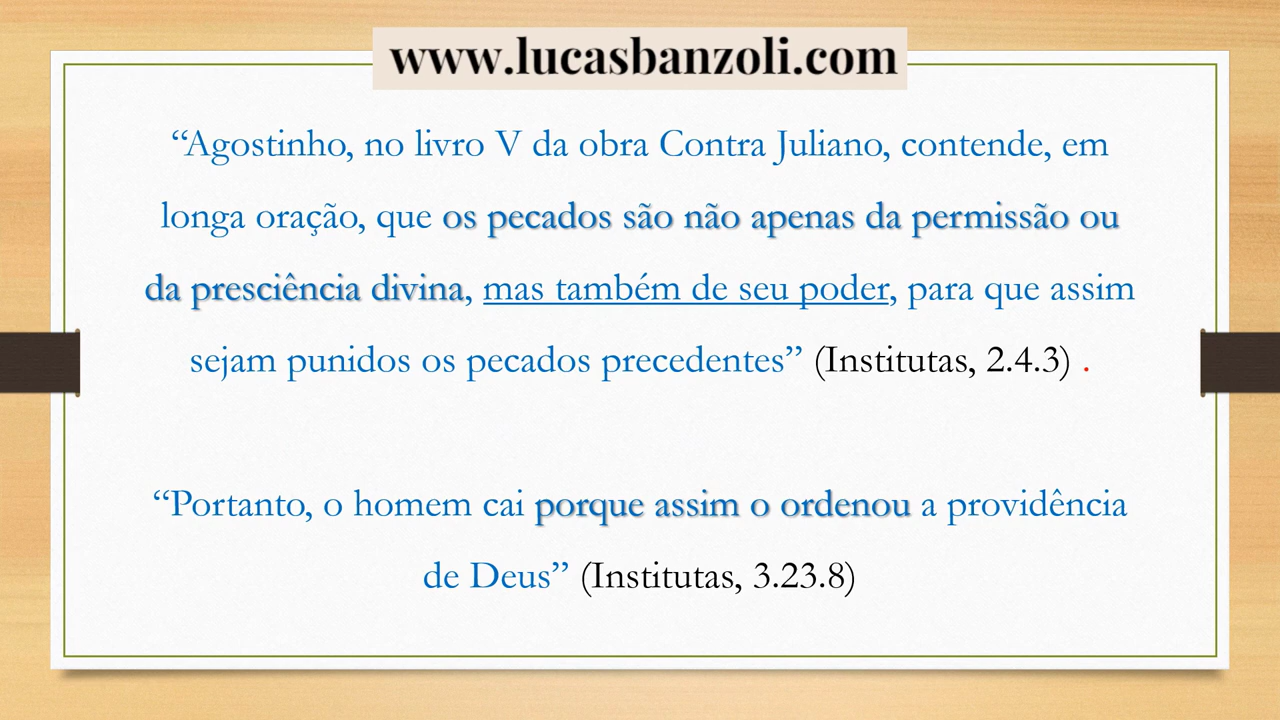 www.lucasbanzoli.com
“Agostinho, no livro V da obra Contra Juliano, contende, em
longa oração, que os pecados são não apenas da permissão ou
da presciência divina, mas também de seu poder, para que assim
sejam punidos os pecados precedentes” (Institutas, 2.4.3) .
“Portanto, o homem cai porque assim o ordenou a providência
de Deus” (Institutas, 3.23.8)